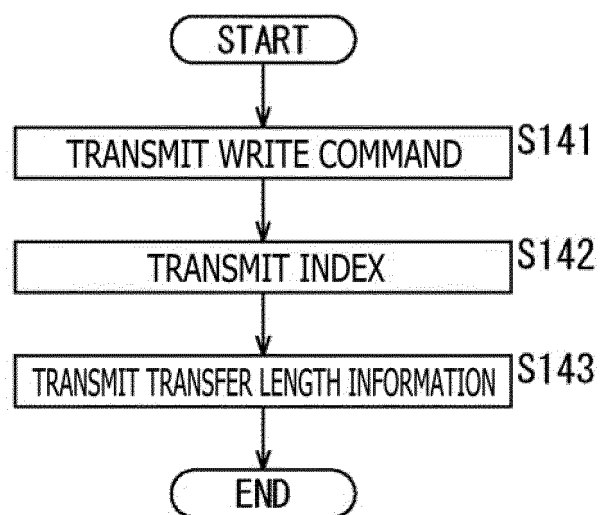 START
TRANSMIT WRITE COMMAND S141
TRANSMIT INDEX S142
TRANSMIT TRANSFER LENGTH INFORMATION S143
END